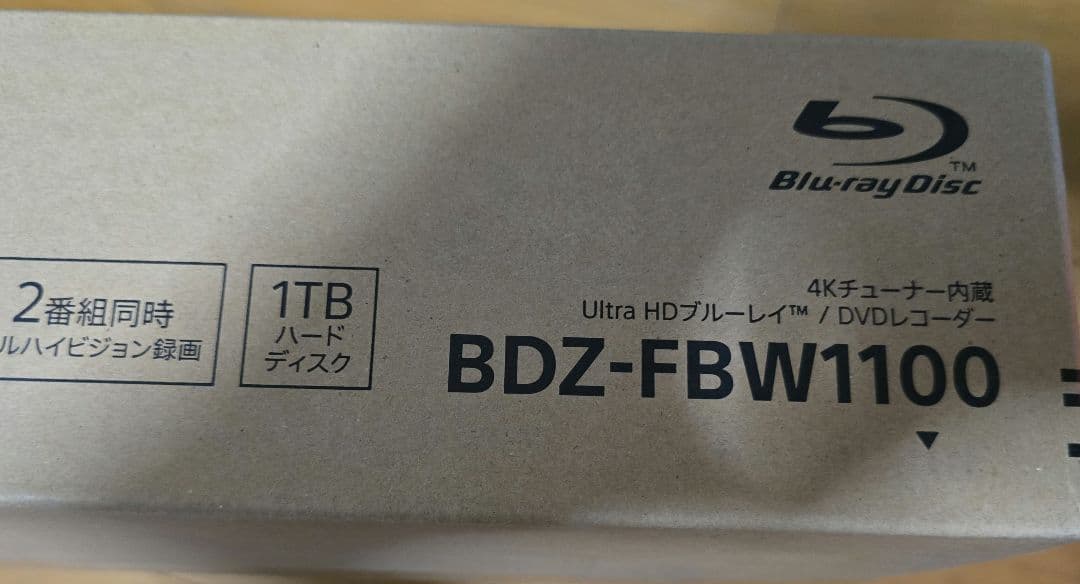 Blu-ray Disc™
2番組同時
ルハイビジョン録画
1TB
ハード
ディスク
4Kチューナー内蔵
Ultra HDブルーレイ™ / DVDレコーダー
BDZ-FBW1100